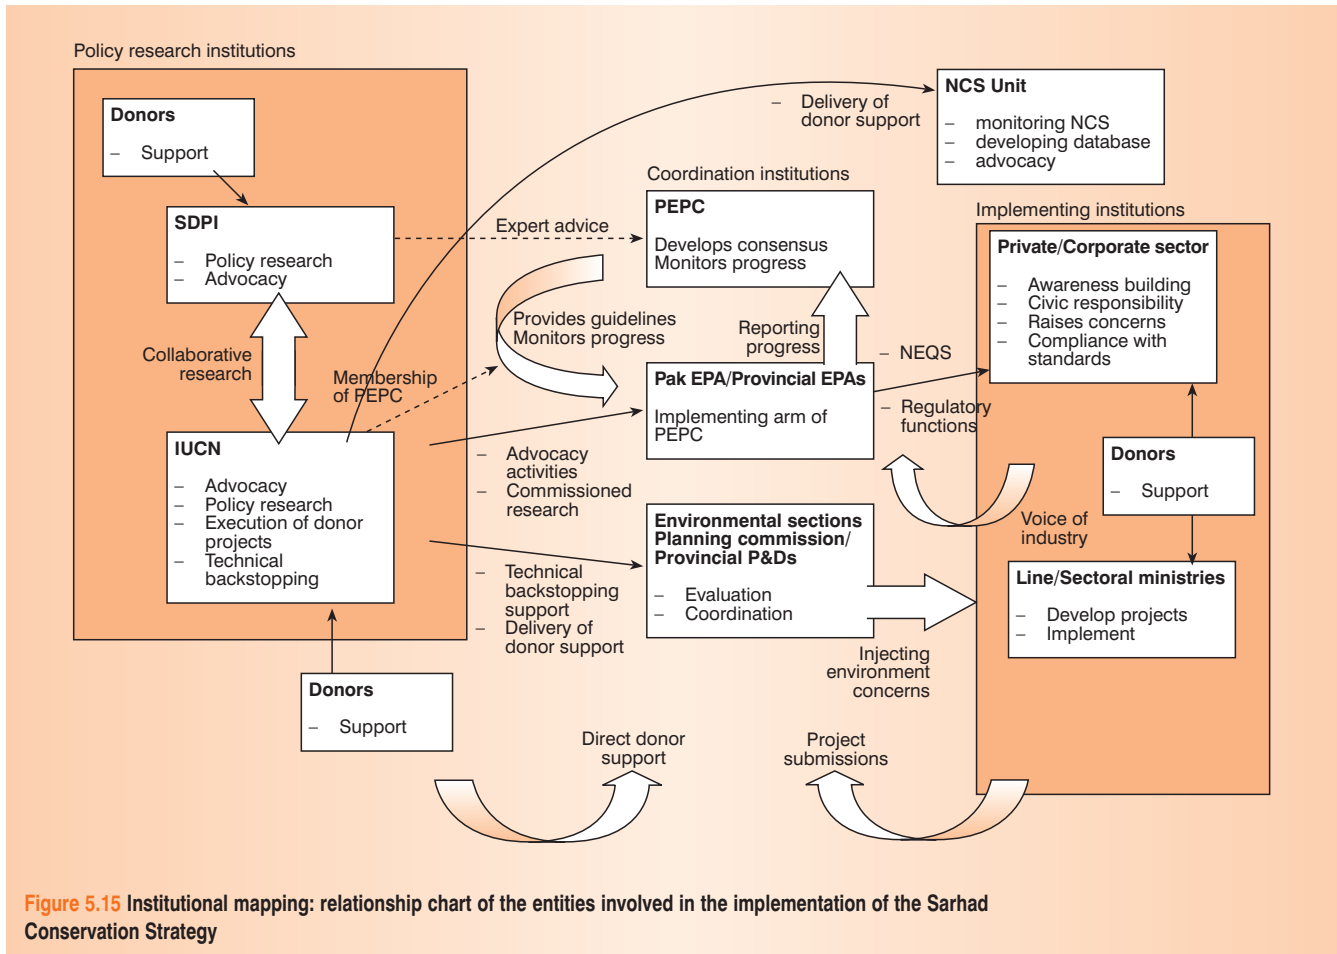 Policy research institutions
Donors
– Support
SDPI
– Policy research
– Advocacy
Collaborative
research
Membership
of PEPC
IUCN
– Advocacy
– Policy research
– Execution of donor
projects
– Technical
backstopping
Donors
– Support
– Delivery of
donor support
NCS Unit
– monitoring NCS
– developing database
– advocacy
Coordination institutions
Expert advice
PEPC
Develops consensus
Monitors progress
Provides guidelines
Monitors progress
Reporting
progress
Pak EPA/Provincial EPAs
Implementing arm of
PEPC
– NEQS
– Regulatory
functions
– Advocacy
activities
– Commissioned
research
Environmental sections
Planning commission/
Provincial P&Ds
– Evaluation
– Coordination
– Technical
backstopping
support
– Delivery of
donor support
Injecting
environment
concerns
Implementing institutions
Private/Corporate sector
– Awareness building
– Civic responsibility
– Raises concerns
– Compliance with
standards
Donors
– Support
Voice of
industry
Line/Sectoral ministries
– Develop projects
– Implement
Direct donor
support
Project
submissions
Figure 5.15 Institutional mapping: relationship chart of the entities involved in the implementation of the Sarhad
Conservation Strategy